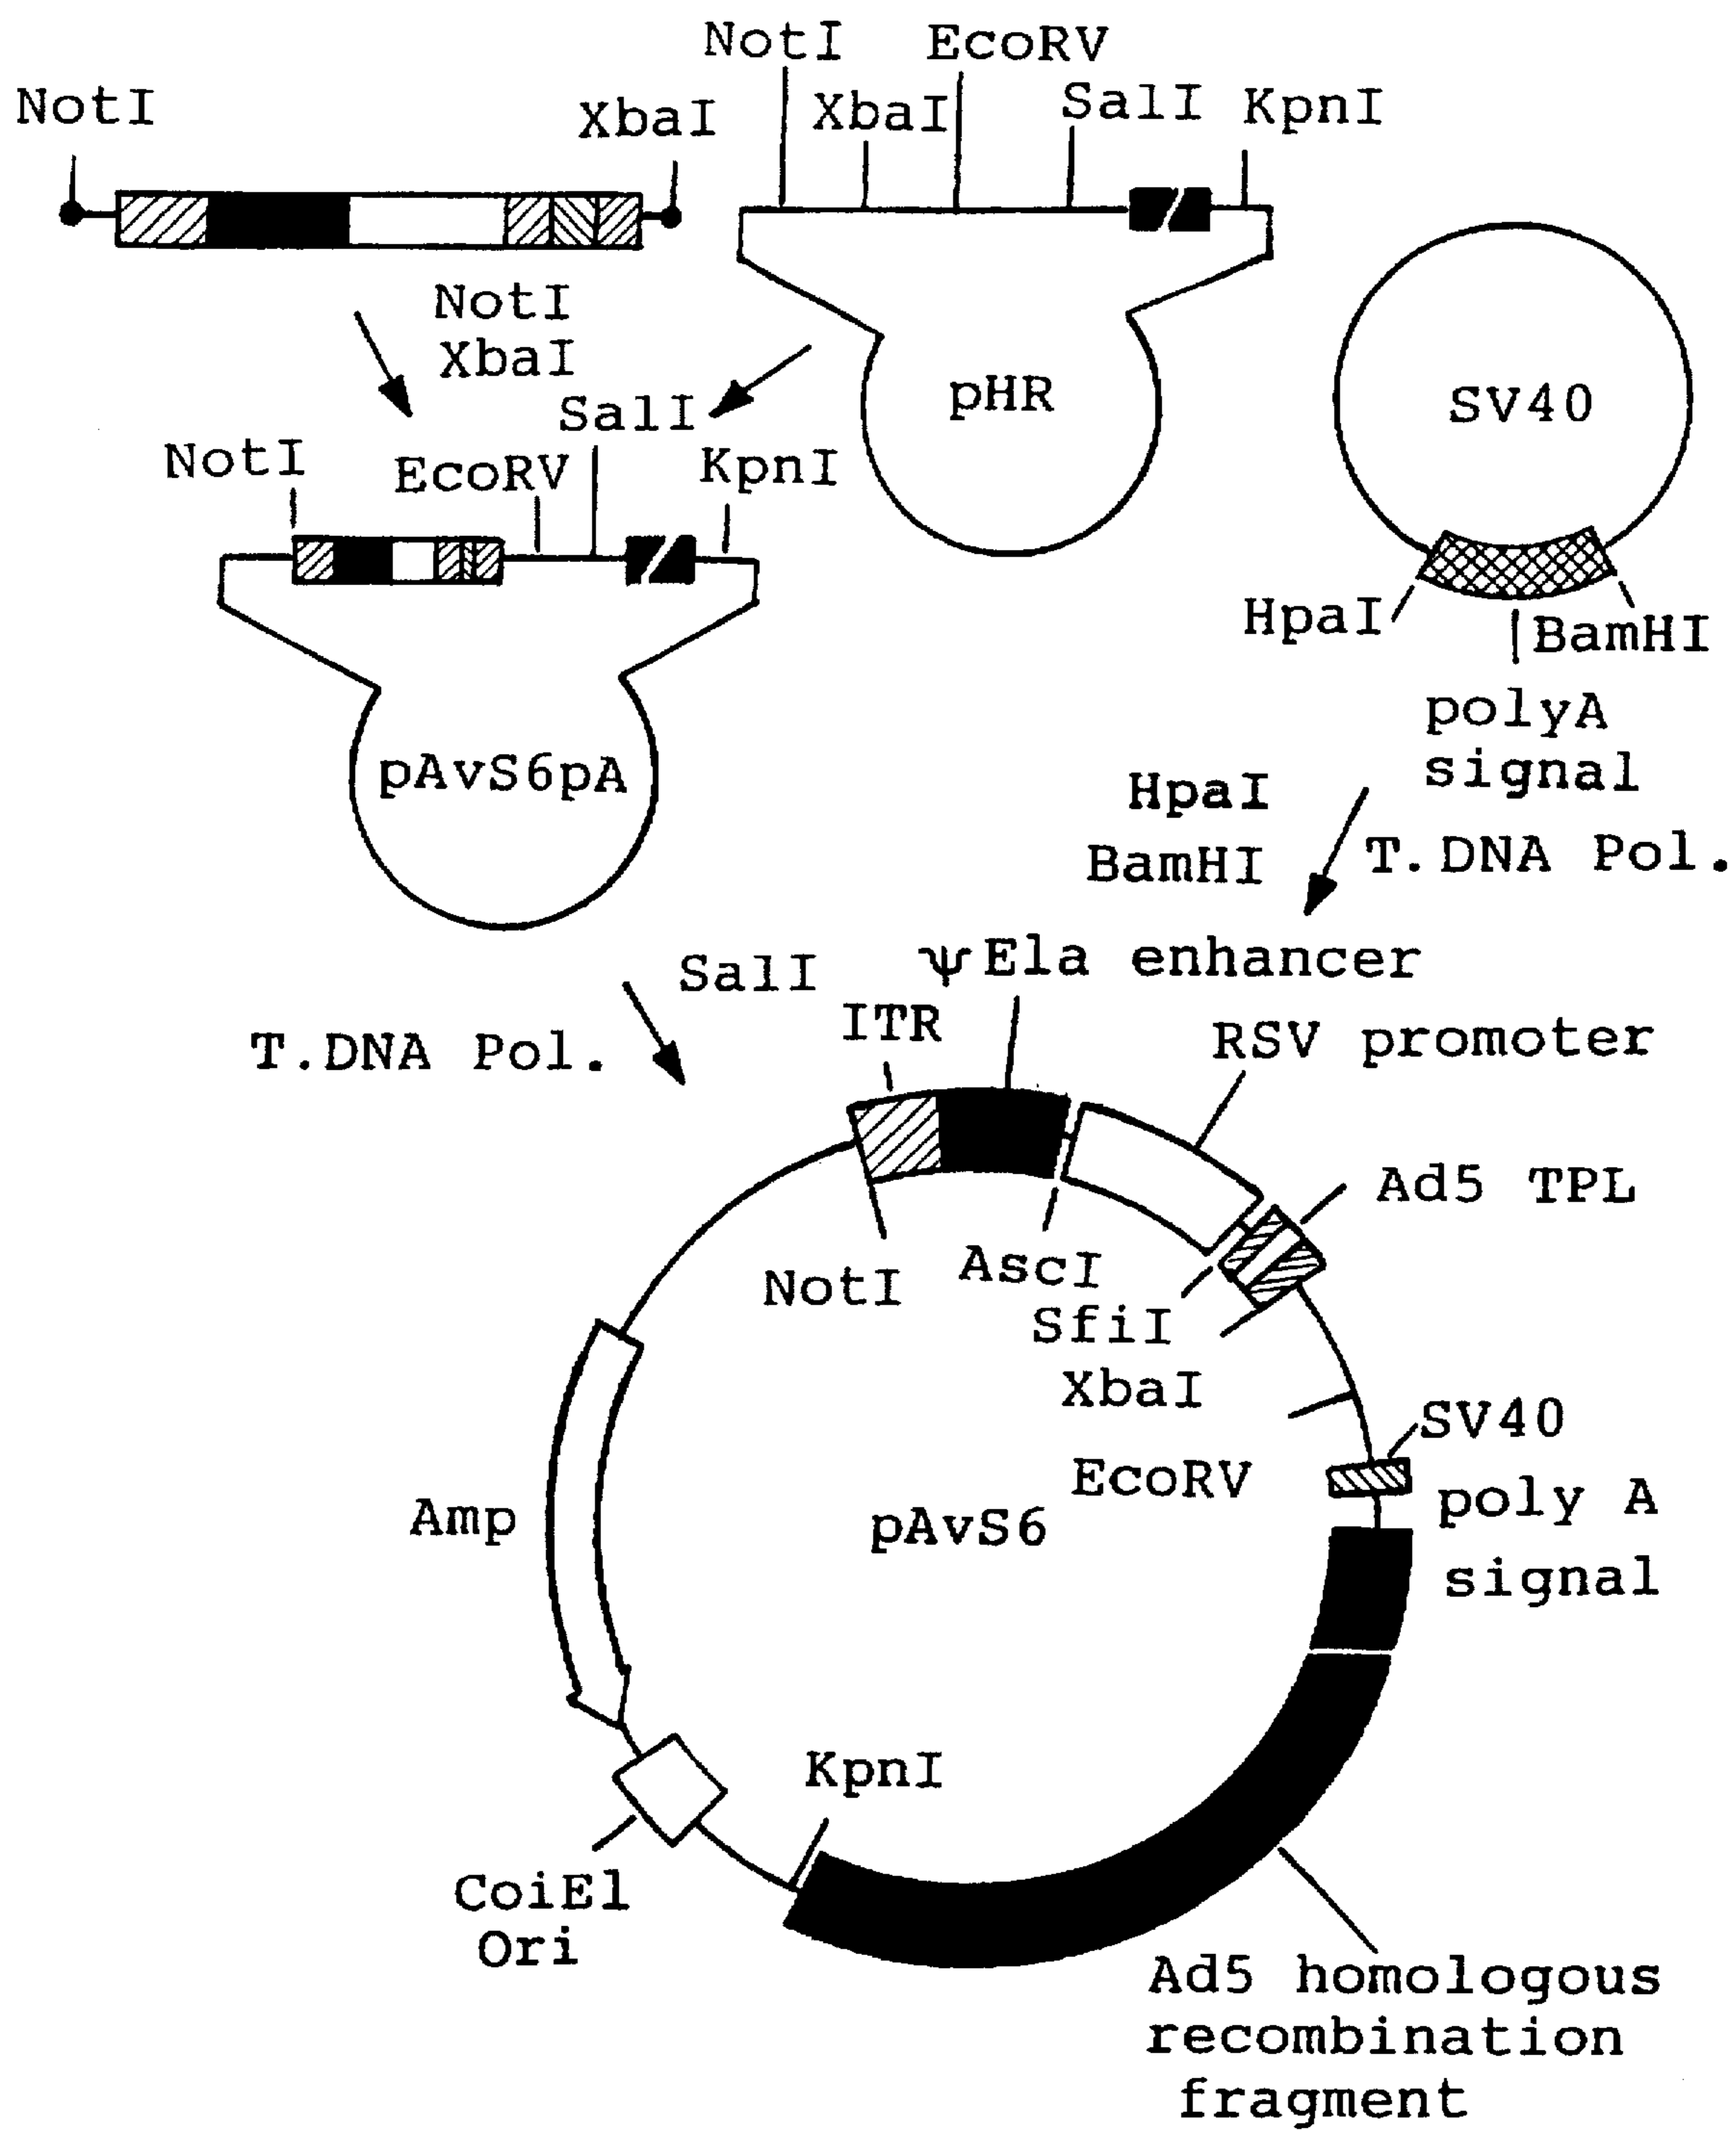 NotI
EcoRV
NotI
XbaI
XbaI
SalI
KpnI
NotI
XbaI
pHR
SV40
SalI
NotI
EcoRV
KpnI
HpaI
BamHI
polyA
signal
pAvS6pA
HpaI
BamHI
T.DNA Pol.
SalI
T.DNA Pol.
ψ Ela enhancer
ITR
RSV promoter
Ad5 TPL
NotI
AscI
SfiI
XbaI
SV40
EcoRV
poly A
signal
Amp
pAvS6
KpnI
CoiEl
Ori
Ad5 homologous
recombination
fragment